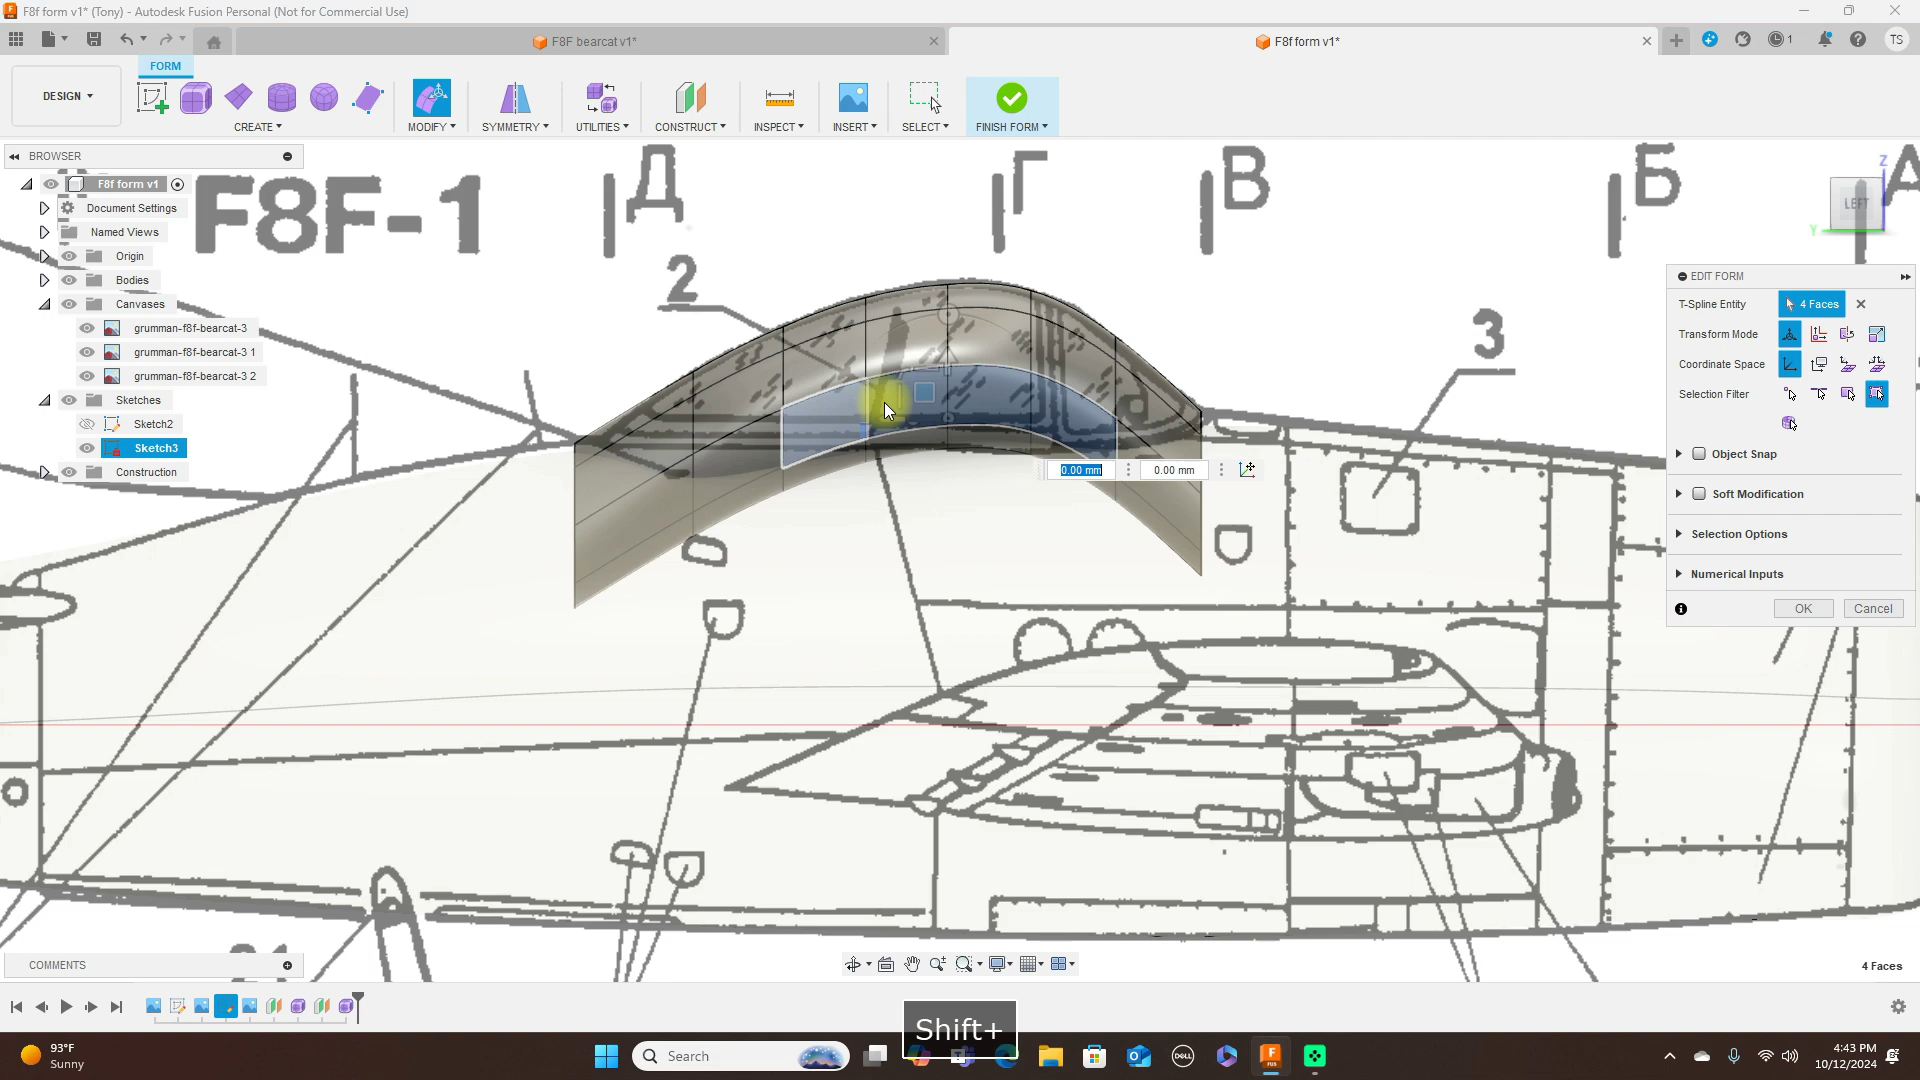 F8f form v1* (Tony) - Autodesk Fusion Personal (Not for Commercial Use)
F8F bearcat v1*
F8f form v1*
1
TS
FORM
DESIGN
CREATE
MODIFY
SYMMETRY
UTILITIES
CONSTRUCT
INSPECT
INSERT
SELECT
FINISH FORM
BROWSER
F8f form v1
Document Settings
Named Views
Origin
Bodies
Canvases
grumman-f8f-bearcat-3
grumman-f8f-bearcat-3 1
grumman-f8f-bearcat-3 2
Sketches
Sketch2
Sketch3
Construction
F8F-1
Д
Г
В
Б
2
3
Z
LEFT
Y
0.00 mm
0.00 mm
EDIT FORM
T-Spline Entity
4 Faces
Transform Mode
Coordinate Space
Selection Filter
Object Snap
Soft Modification
Selection Options
Numerical Inputs
OK
Cancel
COMMENTS
4 Faces
Shift+
93°F
Sunny
Search
DELL
4:43 PM
10/12/2024